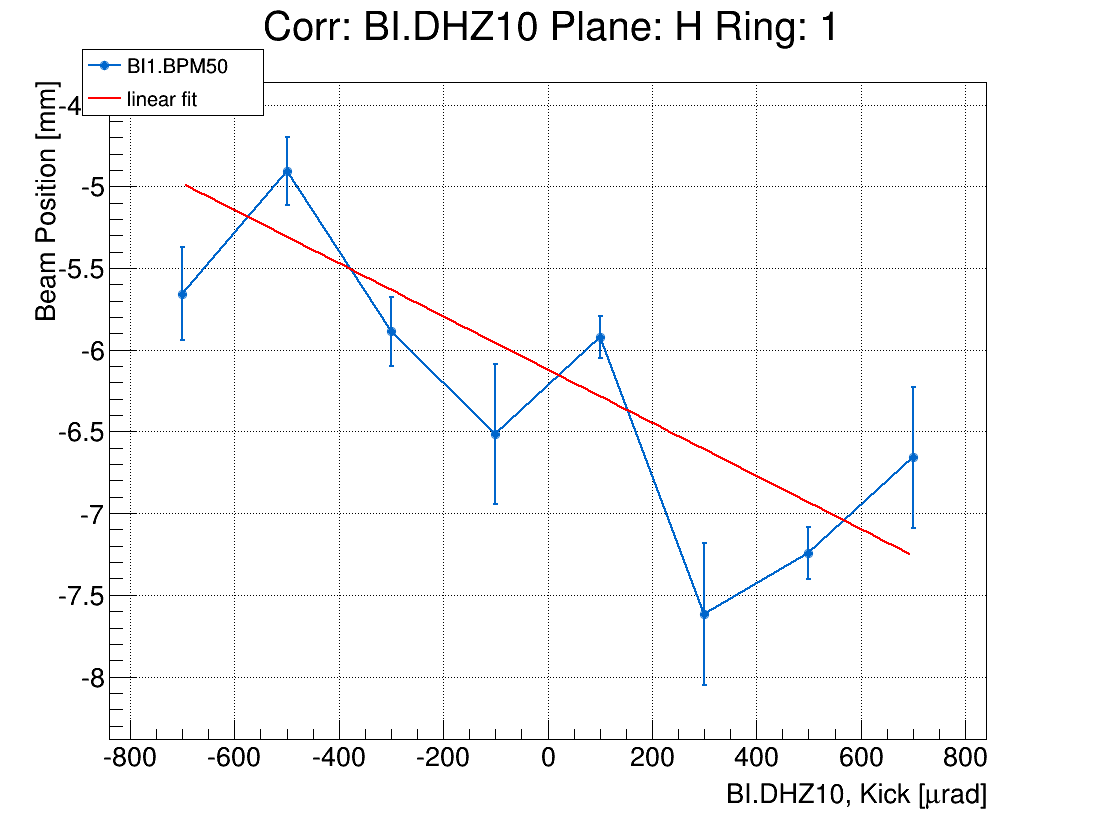 Corr: BI.DHZ10 Plane: H Ring: 1
BI1.BPM50
linear fit
Beam Position [mm]
-4
-5
-5.5
-6
-6.5
-7
-7.5
-8
-800 -600 -400 -200 0 200 400 600 800
BI.DHZ10, Kick [μrad]